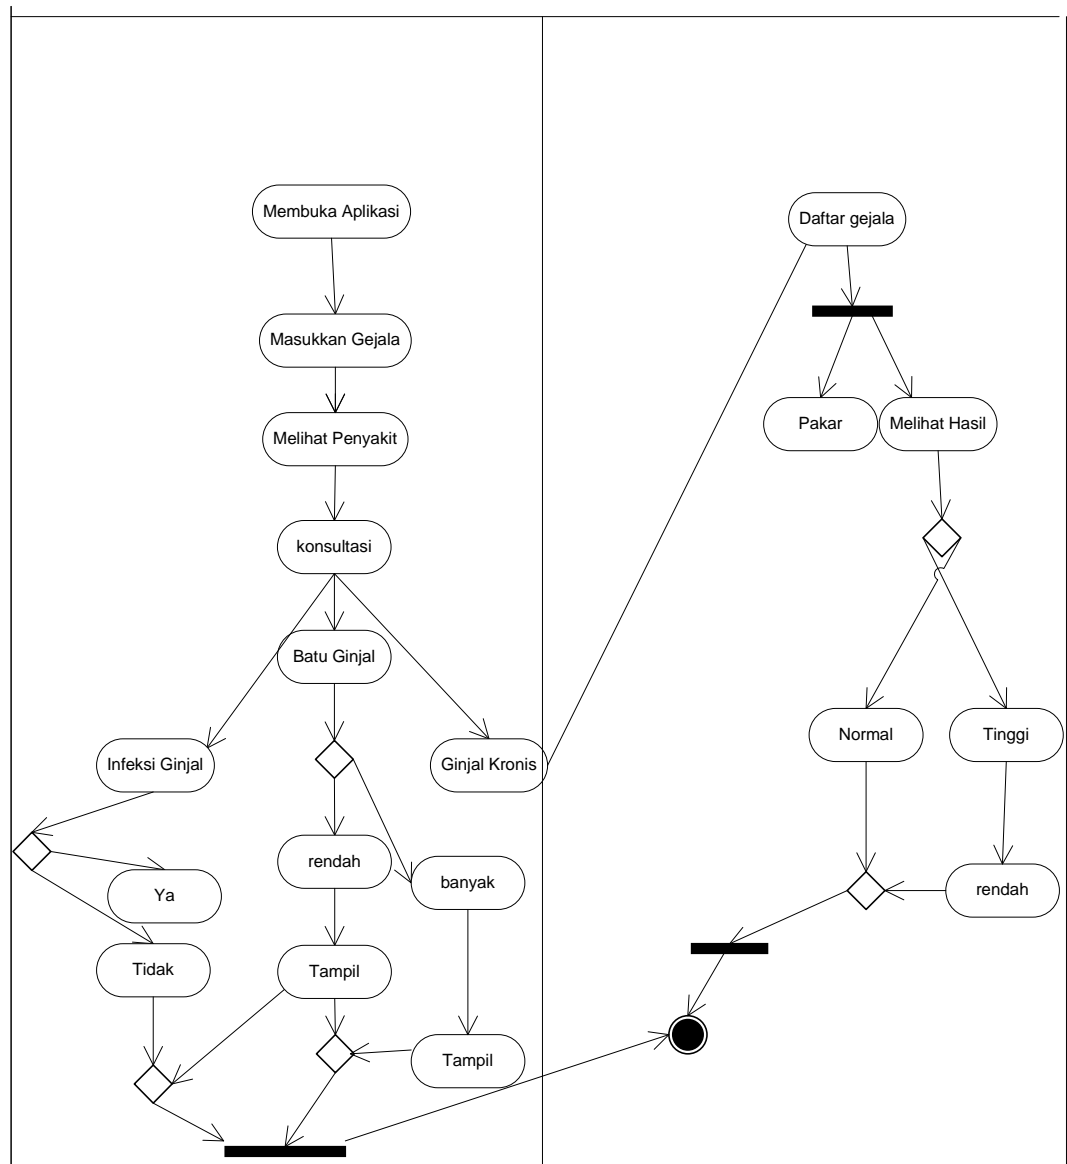 Membuka Aplikasi
Masukkan Gejala
Melihat Penyakit
konsultasi
Batu Ginjal
Infeksi Ginjal
Ginjal Kronis
rendah
banyak
Ya
Tidak
Tampil
Tampil
Daftar gejala
Pakar
Melihat Hasil
Normal
Tinggi
rendah